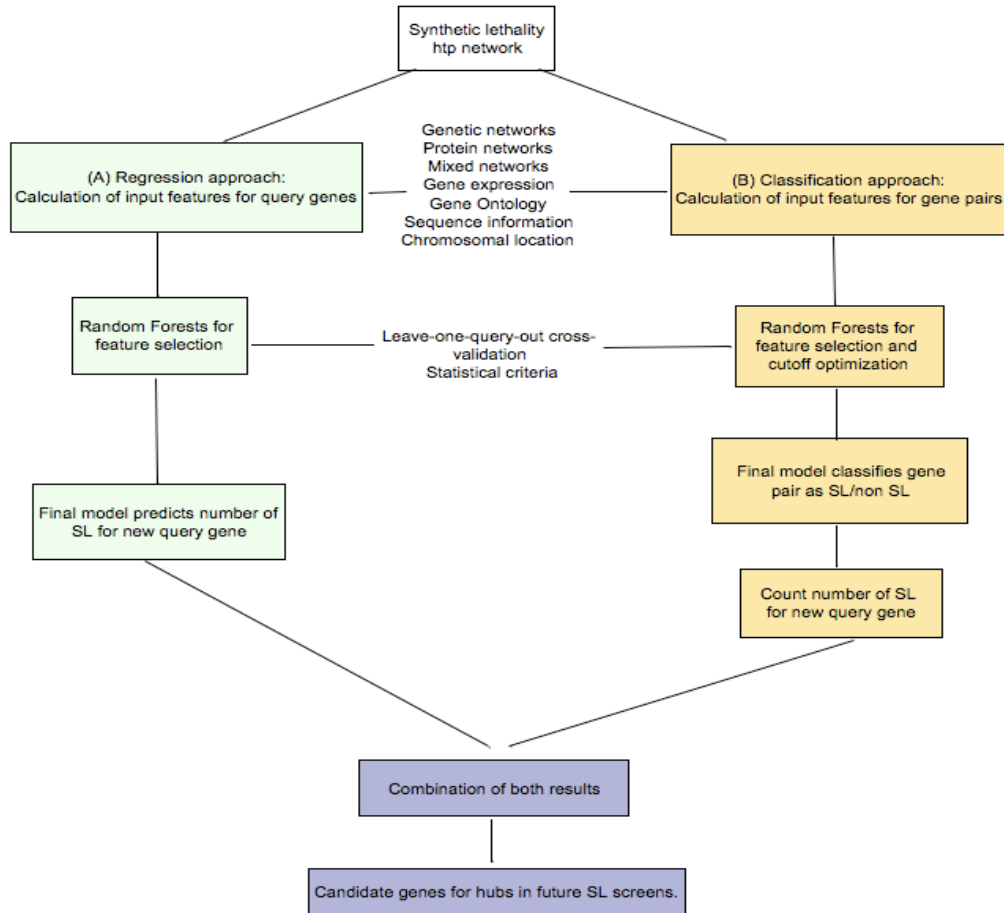 Synthetic lethality
htp network
Genetic networks
Protein networks
Mixed networks
Gene expression
Gene Ontology
Sequence information
Chromosomal location
(A) Regression approach:
Calculation of input features for query genes
(B) Classification approach:
Calculation of input features for gene pairs
Random Forests for
feature selection
Leave-one-query-out cross-
validation
Statistical criteria
Random Forests for
feature selection and
cutoff optimization
Final model classifies gene
pair as SL/non SL
Final model predicts number of
SL for new query gene
Count number of SL
for new query gene
Combination of both results
Candidate genes for hubs in future SL screens.